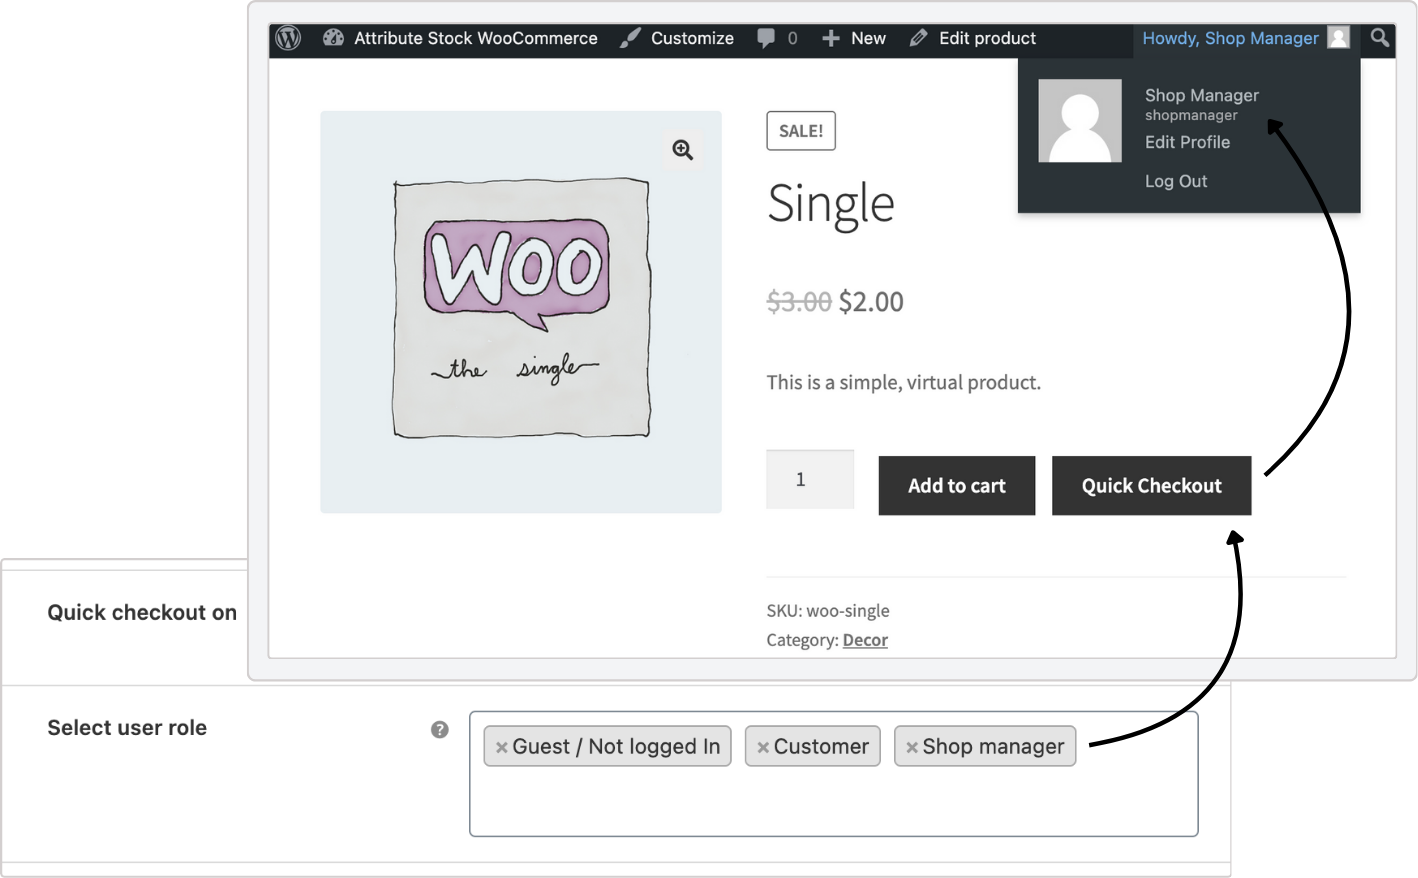 Attribute Stock WooCommerce Customize 0 New Edit product Howdy, Shop Manager
Shop Manager
shopmanager
Edit Profile
Log Out
WOO
the single
SALE!
Single
$3.00 $2.00
This is a simple, virtual product.
1 Add to cart Quick Checkout
SKU: woo-single
Category: Decor
Quick checkout on
Select user role ? ×Guest / Not logged In ×Customer ×Shop manager